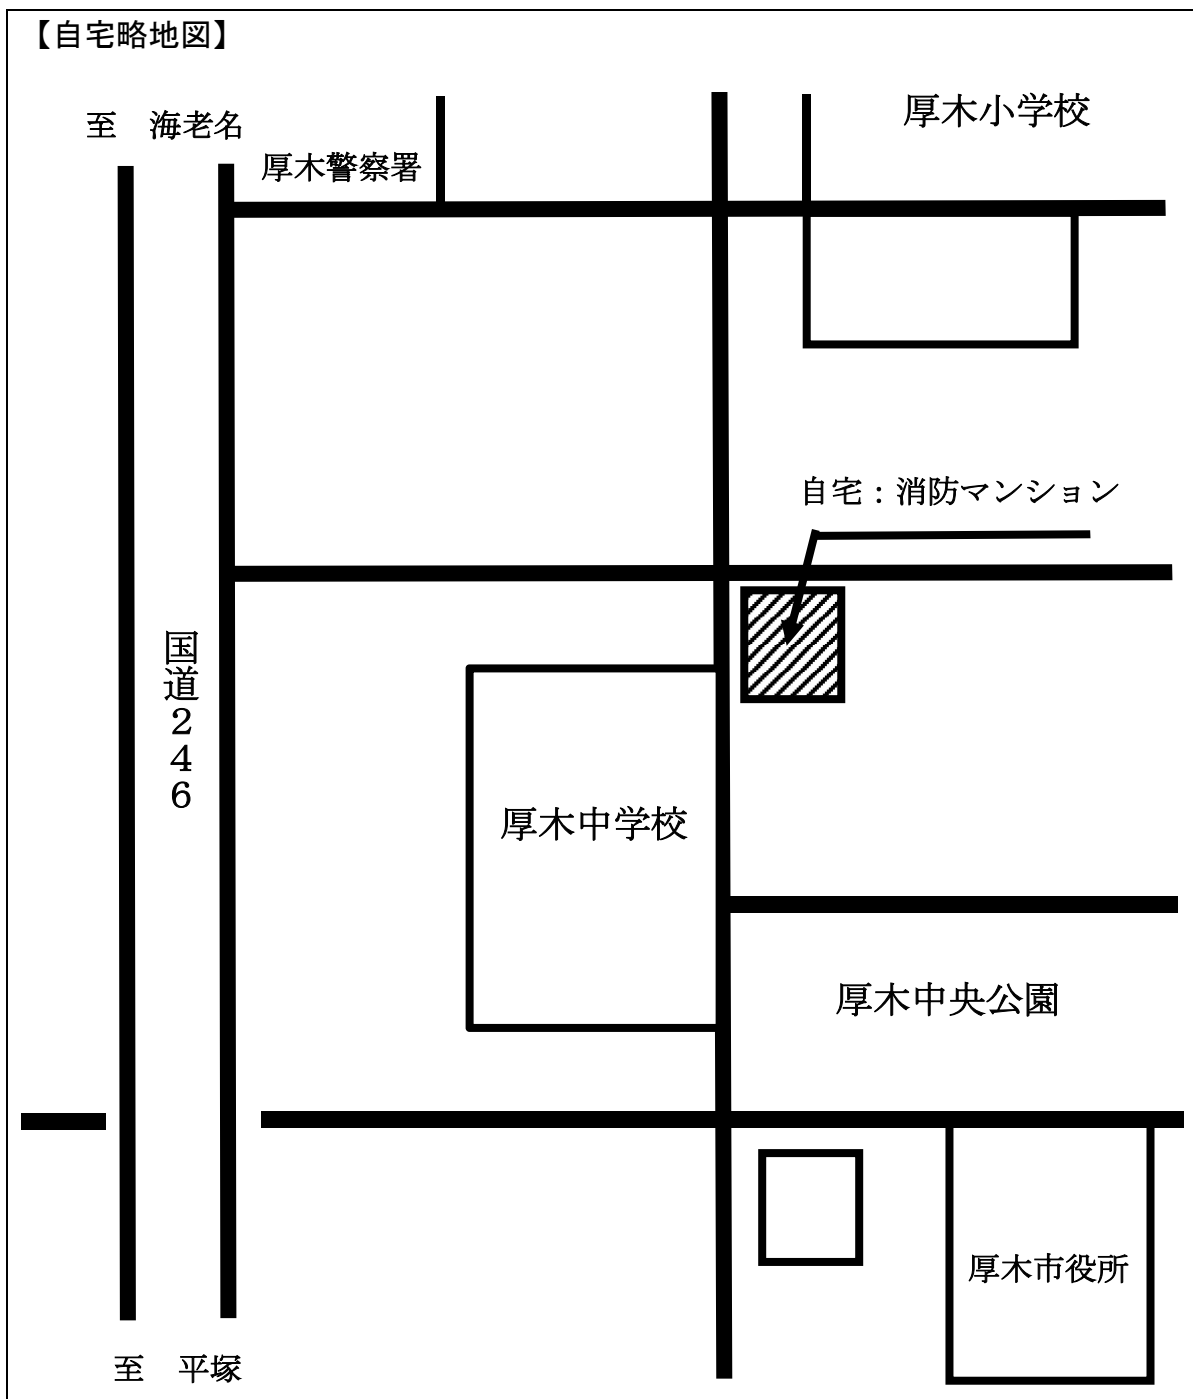 【自宅略地図】
厚木小学校
至　海老名
厚木警察署
自宅：消防マンション
国道２４６
厚木中学校
厚木中央公園
厚木市役所
至　平塚